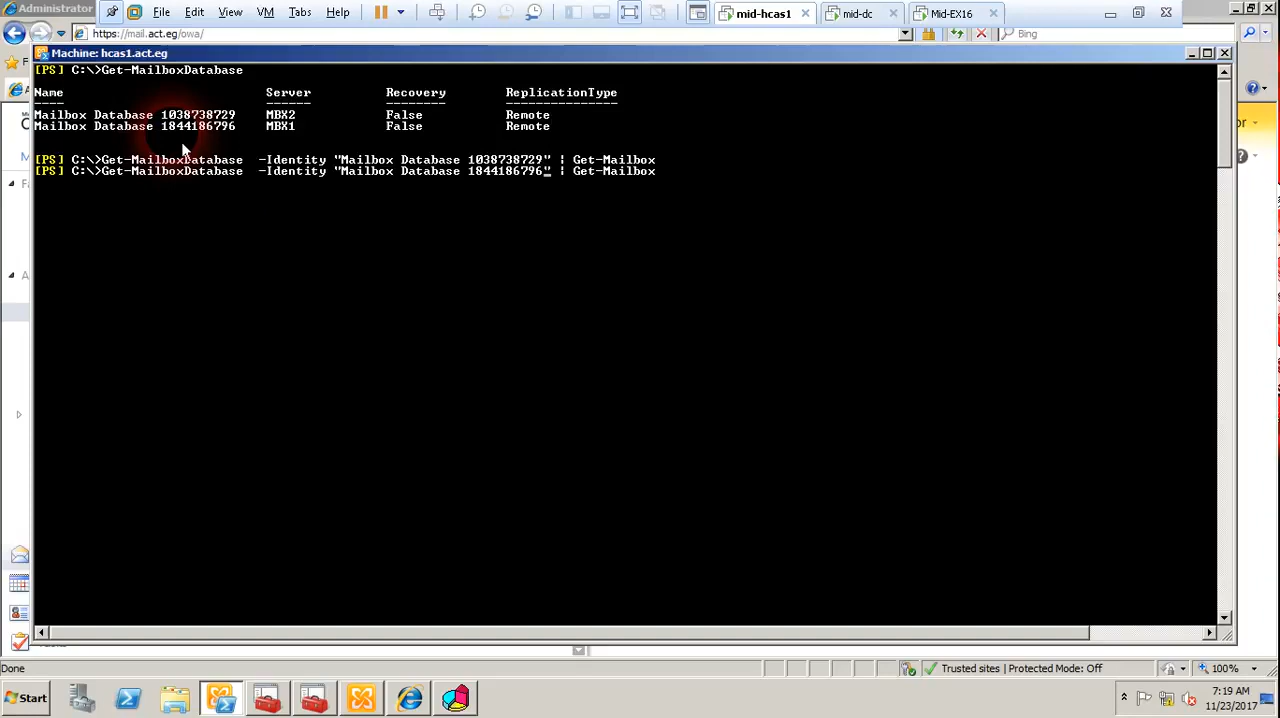 Administrator
File Edit View VM Tabs Help
mid-hcas1
mid-dc
Mid-EX16
https://mail.act.eg/owa/
Bing
Machine: hcas1.act.eg
[PS] C:\>Get-MailboxDatabase
Name Server Recovery ReplicationType
---- ------ -------- ---------------
Mailbox Database 1038738729 MBX2 False Remote
Mailbox Database 1844186796 MBX1 False Remote
[PS] C:\>Get-MailboxDatabase -Identity "Mailbox Database 1038738729" | Get-Mailbox
[PS] C:\>Get-MailboxDatabase -Identity "Mailbox Database 1844186796" | Get-Mailbox
Done
Trusted sites | Protected Mode: Off
100%
Start
7:19 AM
11/23/2017